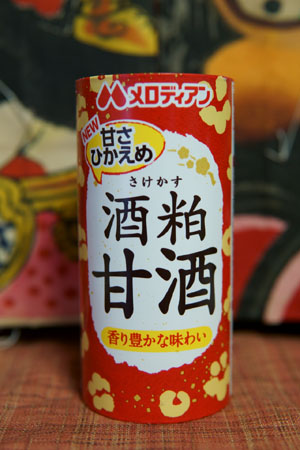 メロディアン
NEW
甘さ
ひかえめ
さけかす
酒粕
甘酒
香り豊かな味わい